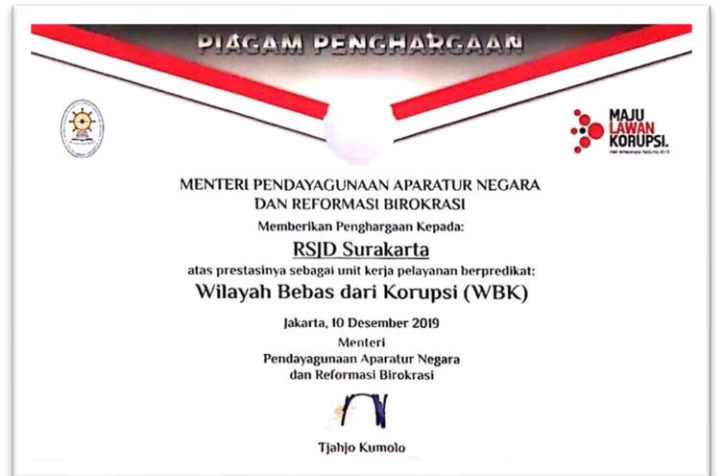 PIAGAM PENGHARGAAN
MAJU
LAWAN
KORUPSI.
MENTERI PENDAYAGUNAAN APARATUR NEGARA
DAN REFORMASI BIROKRASI
Memberikan Penghargaan Kepada:
RSJD Surakarta
atas prestasinya sebagai unit kerja pelayanan berpredikat:
Wilayah Bebas dari Korupsi (WBK)
Jakarta, 10 Desember 2019
Menteri
Pendayagunaan Aparatur Negara
dan Reformasi Birokrasi
Tjahjo Kumolo